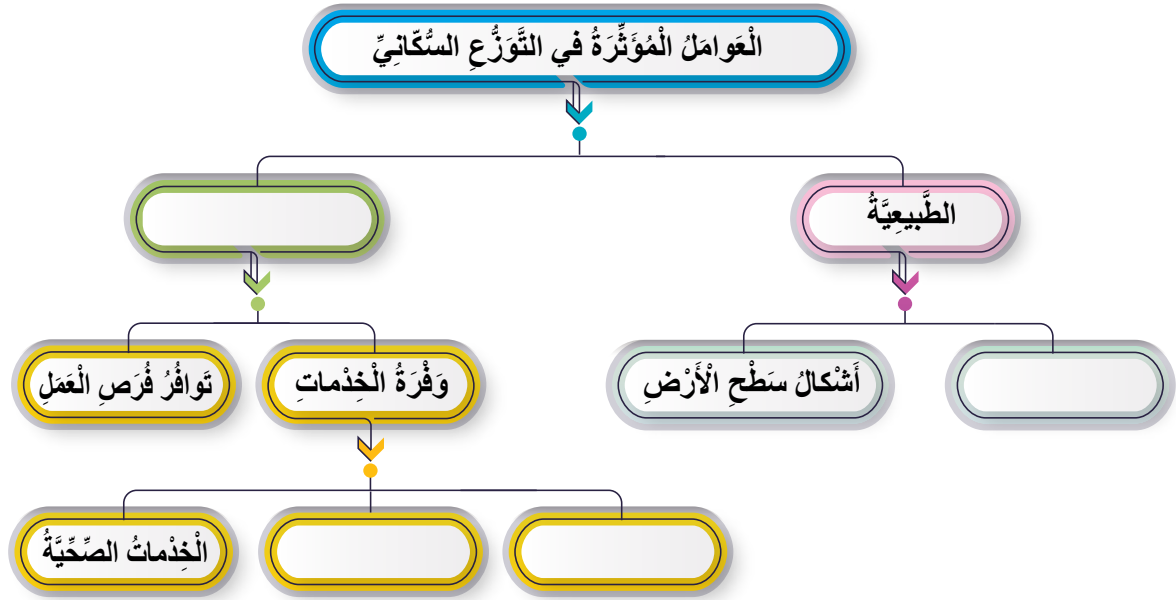 الْعَوامَلُ الْمُؤَثِّرَةُ في التَّوَزُّعِ السُّكّانِيِّ
الطَّبيعِيَّةُ
أَشْكالُ سَطْحِ الْأَرْضِ
وَفْرَةُ الْخِدْماتِ
تَوافُرُ فُرَصِ الْعَمَلِ
الْخِدْماتُ الصِّحِّيَّةُ